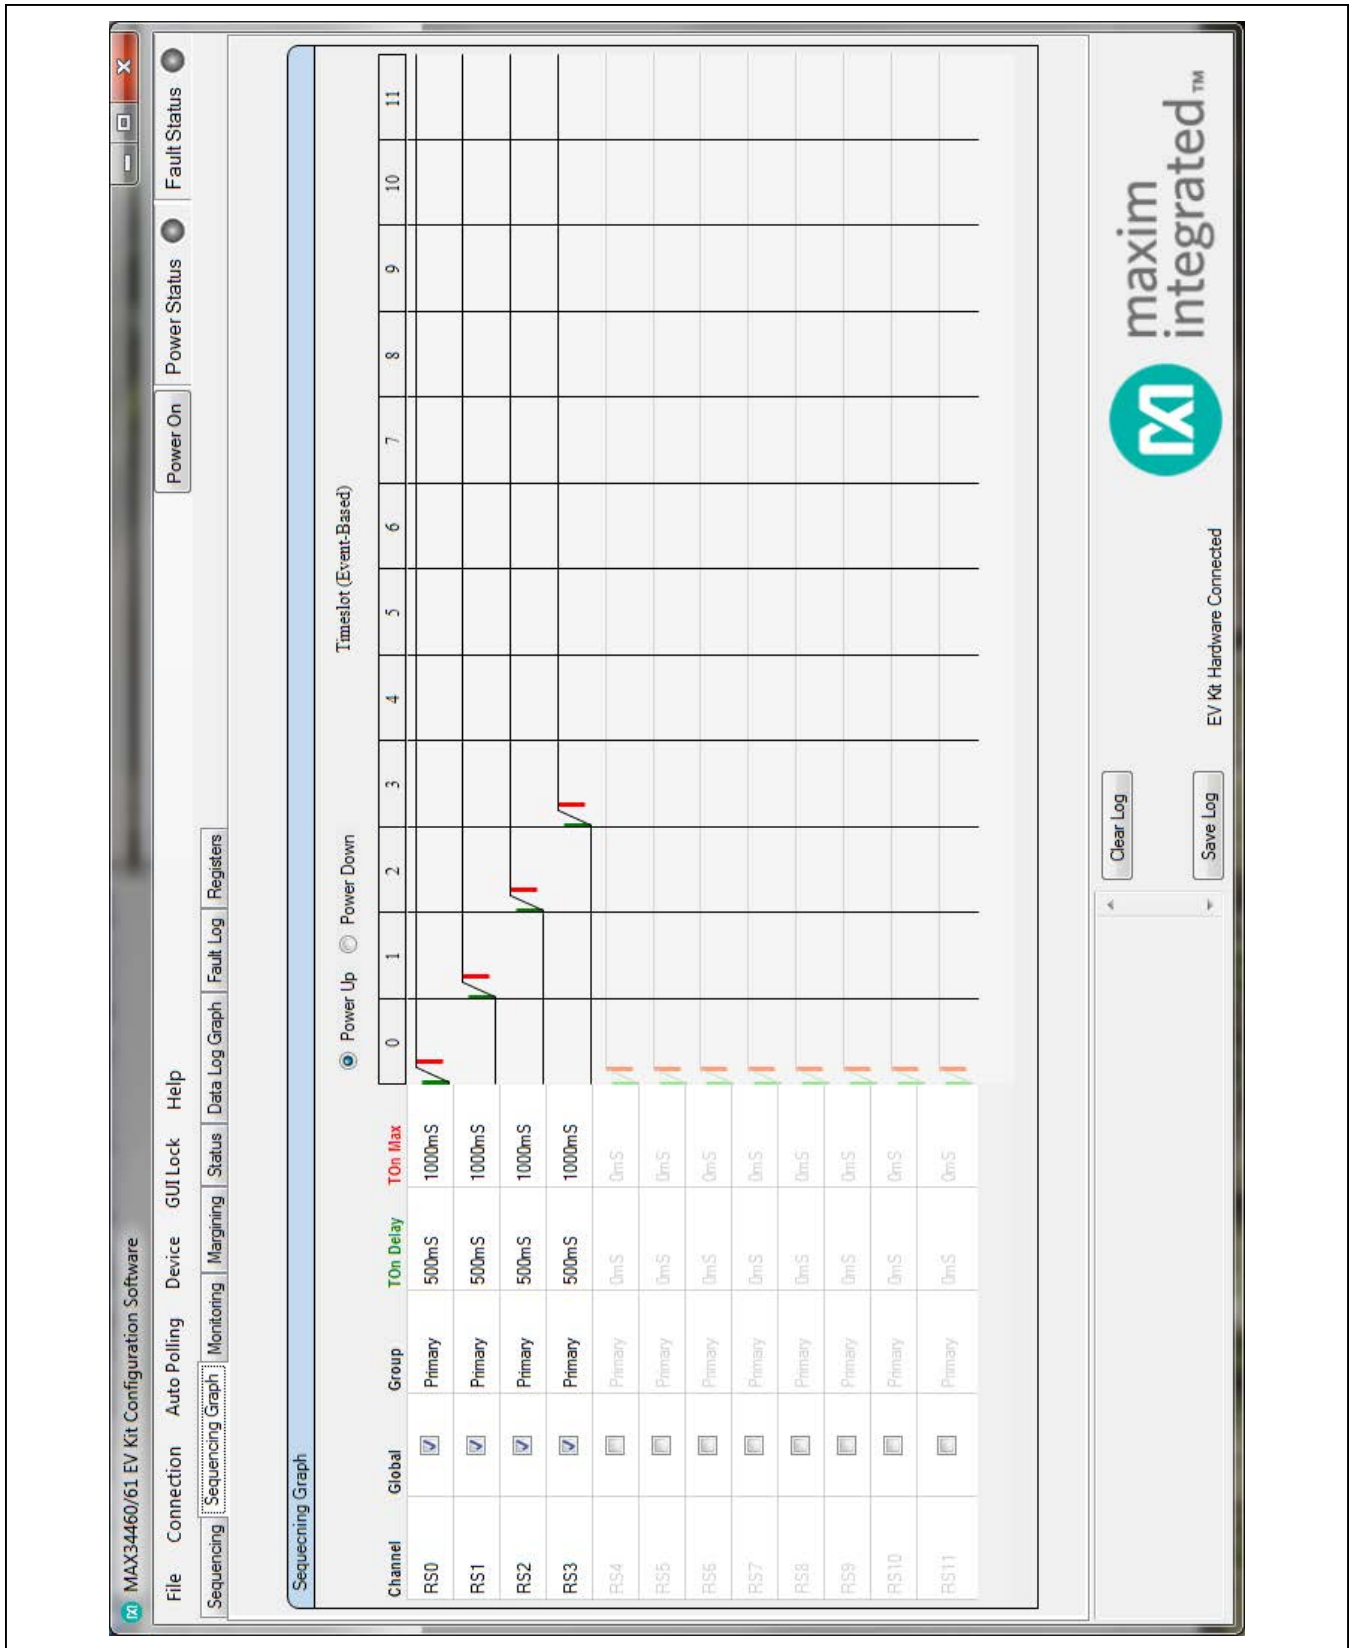 MAX34460/61 EV Kit Configuration Software
File Connection Auto Polling Device GUI Lock Help
Power On Power Status Fault Status
Sequencing Sequencing Graph Monitoring Margining Status Data Log Graph Fault Log Registers
Sequecning Graph
Power Up Power Down Timeslot (Event-Based)
Channel Global Group TOn Delay TOn Max 0 1 2 3 4 5 6 7 8 9 10 11
RS0 Primary 500mS 1000mS
RS1 Primary 500mS 1000mS
RS2 Primary 500mS 1000mS
RS3 Primary 500mS 1000mS
RS4 Primary 0mS 0mS
RS5 Primary 0mS 0mS
RS6 Primary 0mS 0mS
RS7 Primary 0mS 0mS
RS8 Primary 0mS 0mS
RS9 Primary 0mS 0mS
RS10 Primary 0mS 0mS
RS11 Primary 0mS 0mS
Clear Log
Save Log
EV Kit Hardware Connected
maxim
integrated™